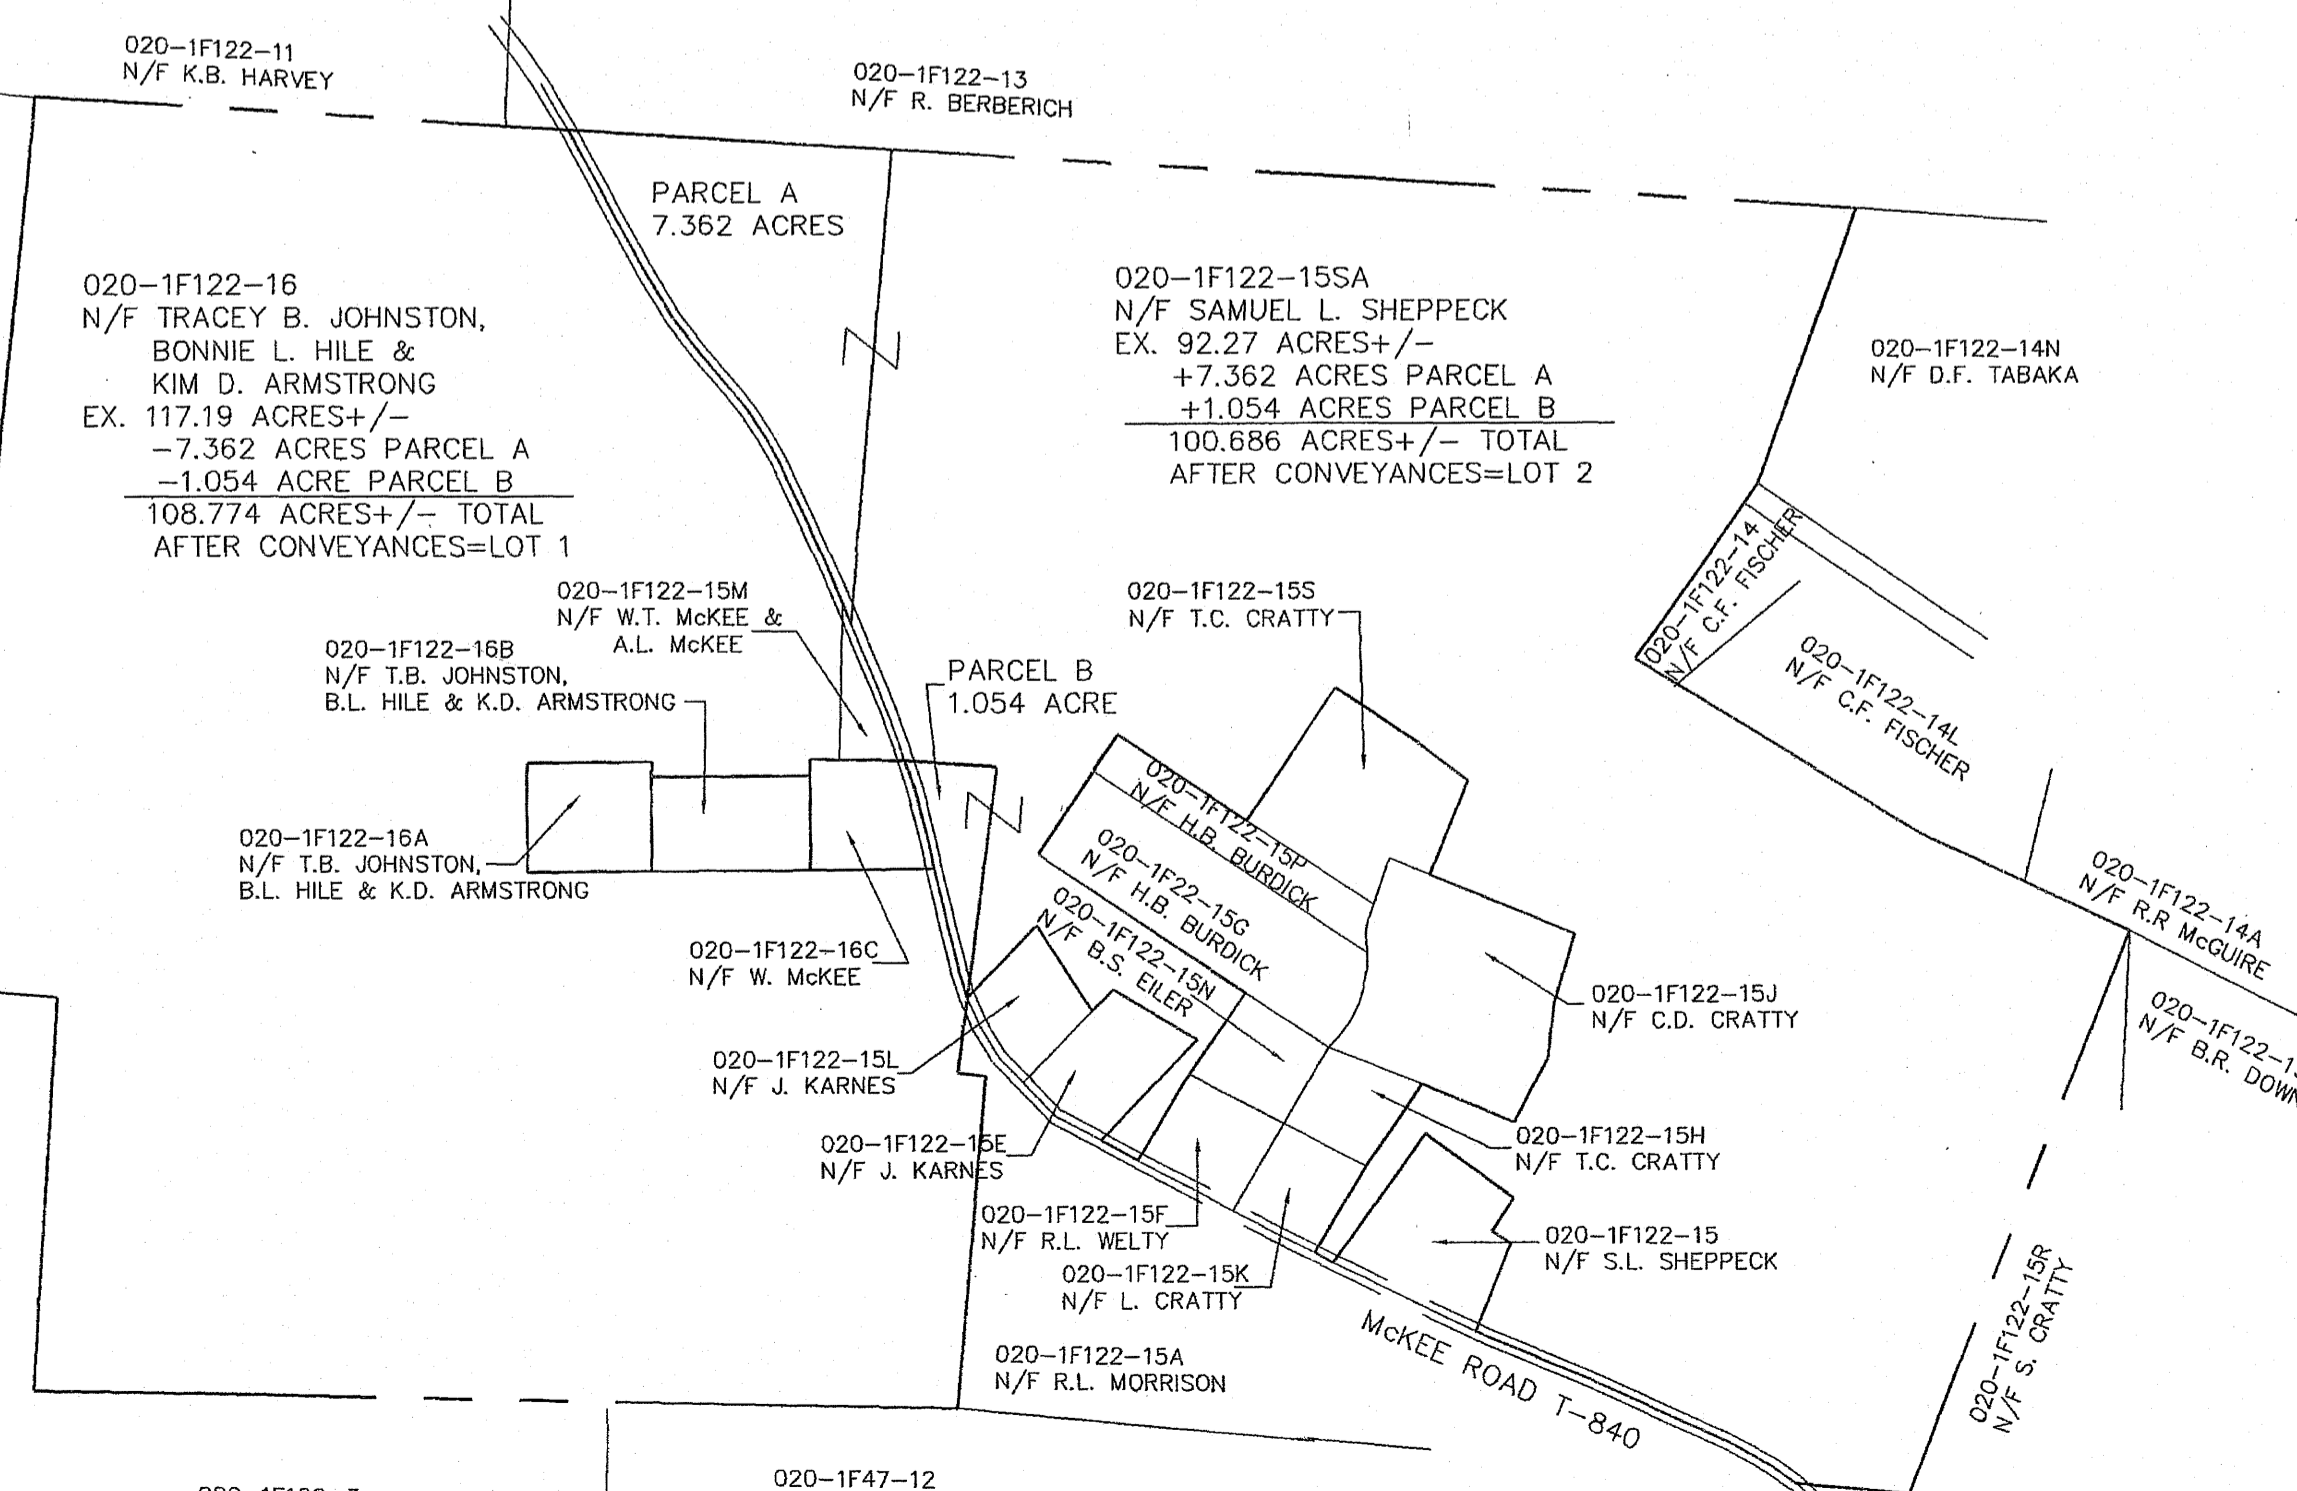 020-1F122-11
N/F K.B. HARVEY
020-1F122-13
N/F R. BERBERICH
PARCEL A
7.362 ACRES
020-1F122-16
N/F TRACEY B. JOHNSTON,
BONNIE L. HILE &
KIM D. ARMSTRONG
EX. 117.19 ACRES+/-
-7.362 ACRES PARCEL A
-1.054 ACRE PARCEL B
108.774 ACRES+/- TOTAL
AFTER CONVEYANCES=LOT 1
020-1F122-15SA
N/F SAMUEL L. SHEPPECK
EX. 92.27 ACRES+/-
+7.362 ACRES PARCEL A
+1.054 ACRES PARCEL B
100.686 ACRES+/- TOTAL
AFTER CONVEYANCES=LOT 2
020-1F122-14N
N/F D.F. TABAKA
020-1F122-14
N/F C.F. FISCHER
020-1F122-14L
N/F C.F. FISCHER
020-1F122-15M
N/F W.T. McKEE &
A.L. McKEE
020-1F122-15S
N/F T.C. CRATTY
020-1F122-16B
N/F T.B. JOHNSTON,
B.L. HILE & K.D. ARMSTRONG
PARCEL B
1.054 ACRE
020-1F122-15P
N/F H.B. BURDICK
020-1F22-15G
N/F H.B. BURDICK
020-1F122-15N
N/F B.S. EILER
020-1F122-16A
N/F T.B. JOHNSTON,
B.L. HILE & K.D. ARMSTRONG
020-1F122-16C
N/F W. McKEE
020-1F122-14A
N/F R.R McGUIRE
020-1F122-15J
N/F C.D. CRATTY
020-1F122-1
N/F B.R. DOWN
020-1F122-15L
N/F J. KARNES
020-1F122-15E
N/F J. KARNES
020-1F122-15H
N/F T.C. CRATTY
020-1F122-15F
N/F R.L. WELTY
020-1F122-15
N/F S.L. SHEPPECK
020-1F122-15K
N/F L. CRATTY
020-1F122-15R
N/F S. CRATTY
McKEE ROAD T-840
020-1F122-15A
N/F R.L. MORRISON
020-1F47-12